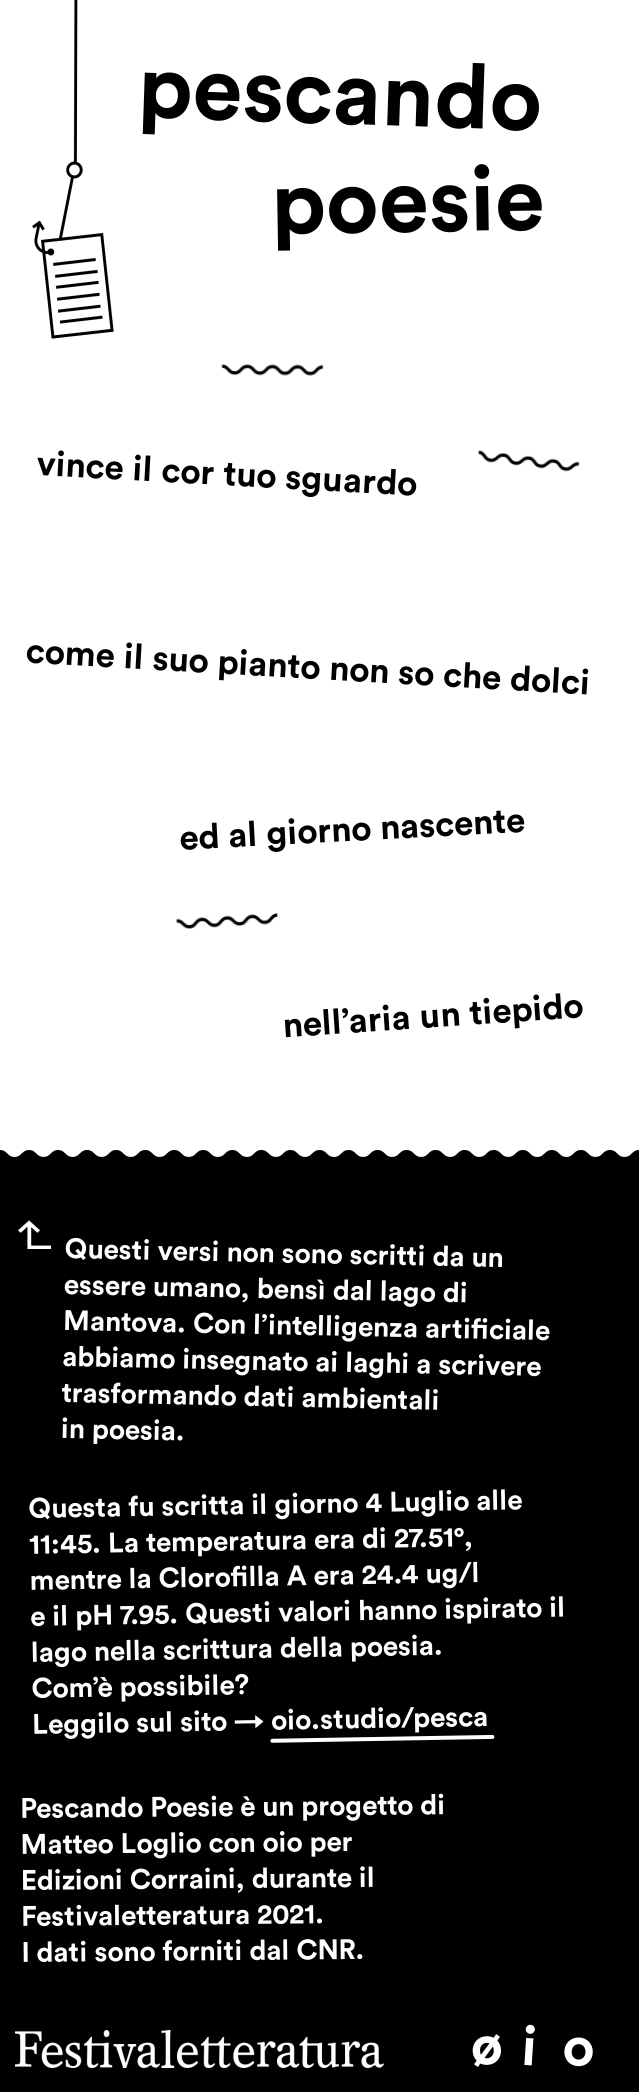 pescando
poesie
vince il cor tuo sguardo
come il suo pianto non so che dolci
ed al giorno nascente
nell’aria un tiepido
Questi versi non sono scritti da un
essere umano, bensì dal lago di
Mantova. Con l’intelligenza artificiale
abbiamo insegnato ai laghi a scrivere
trasformando dati ambientali
in poesia.
Questa fu scritta il giorno 4 Luglio alle
11:45. La temperatura era di 27.51°,
mentre la Clorofilla A era 24.4 ug/l
e il pH 7.95. Questi valori hanno ispirato il
lago nella scrittura della poesia.
Com’è possibile?
Leggilo sul sito → oio.studio/pesca
Pescando Poesie è un progetto di
Matteo Loglio con oio per
Edizioni Corraini, durante il
Festivaletteratura 2021.
I dati sono forniti dal CNR.
Festivaletteratura ø i o